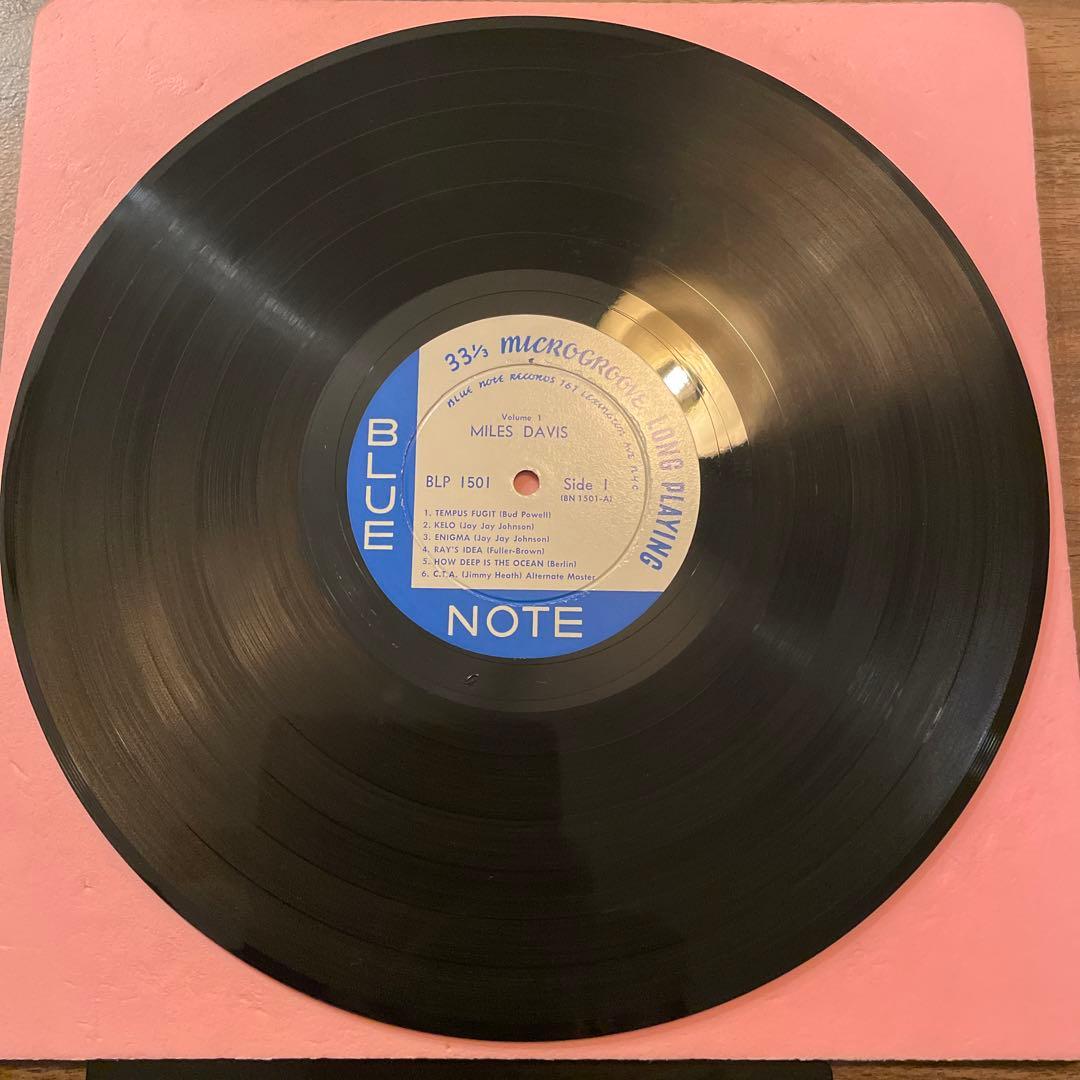 33⅓ MICROGROOVE LONG PLAYING
BLUE NOTE RECORDS 767 LEXINGTON AVE NYC
Volume 1
MILES DAVIS
BLP 1501
Side 1
(BN 1501-A)
1. TEMPUS FUGIT (Bud Powell)
2. KELO (Jay Jay Johnson)
3. ENIGMA (Jay Jay Johnson)
4. RAY'S IDEA (Fuller-Brown)
5. HOW DEEP IS THE OCEAN (Berlin)
6. C.T.A. (Jimmy Heath) Alternate Master
BLUE
NOTE